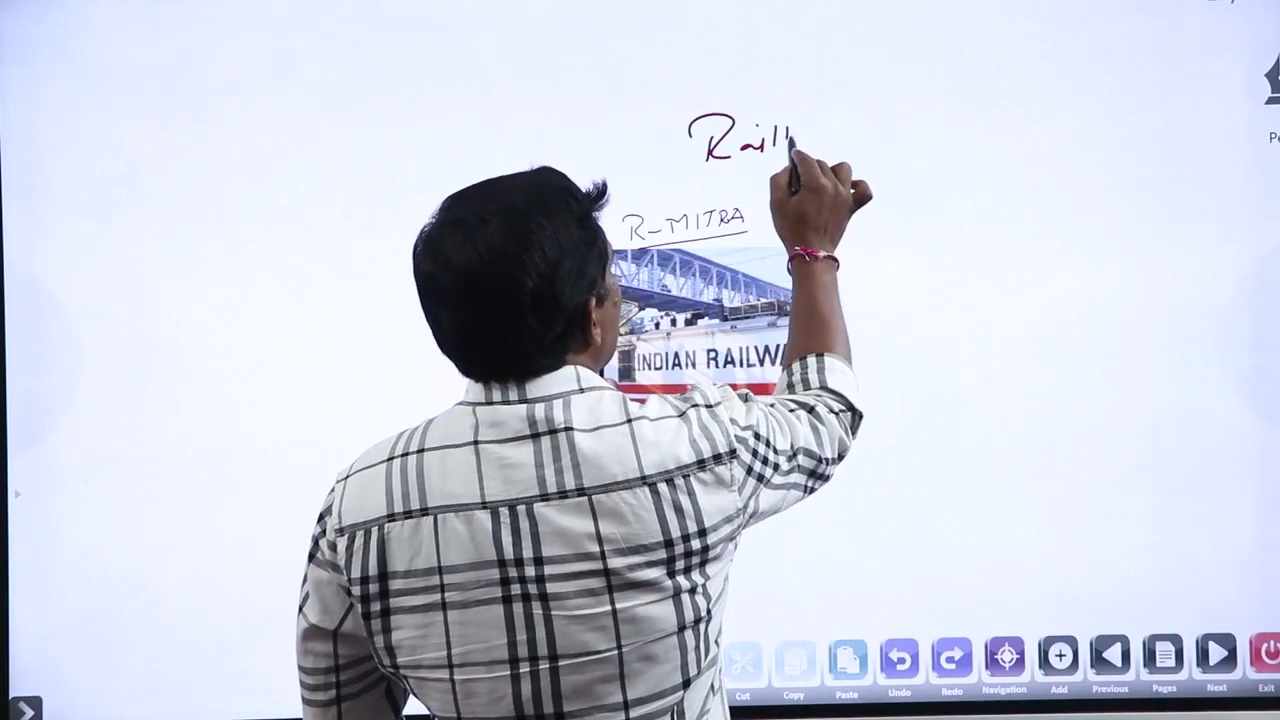 Rail
R-MITRA
INDIAN RAILW
Cut Copy Paste Undo Redo Navigation Add Previous Pages Next Exit